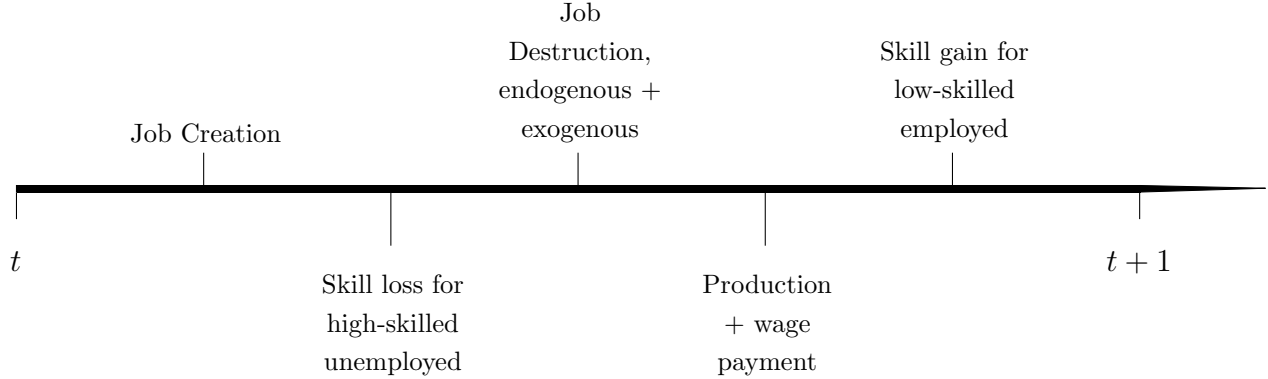 Job
Destruction,
endogenous +
exogenous
Skill gain for
low-skilled
employed
Job Creation
t
t + 1
Skill loss for
high-skilled
unemployed
Production
+ wage
payment